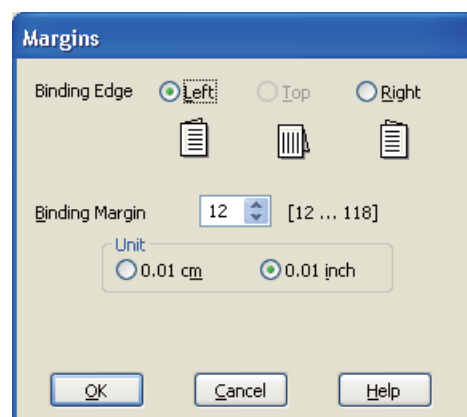 Margins
Binding Edge Left Top Right
Binding Margin 12 [12 ... 118]
Unit
0.01 cm 0.01 inch
OK Cancel Help